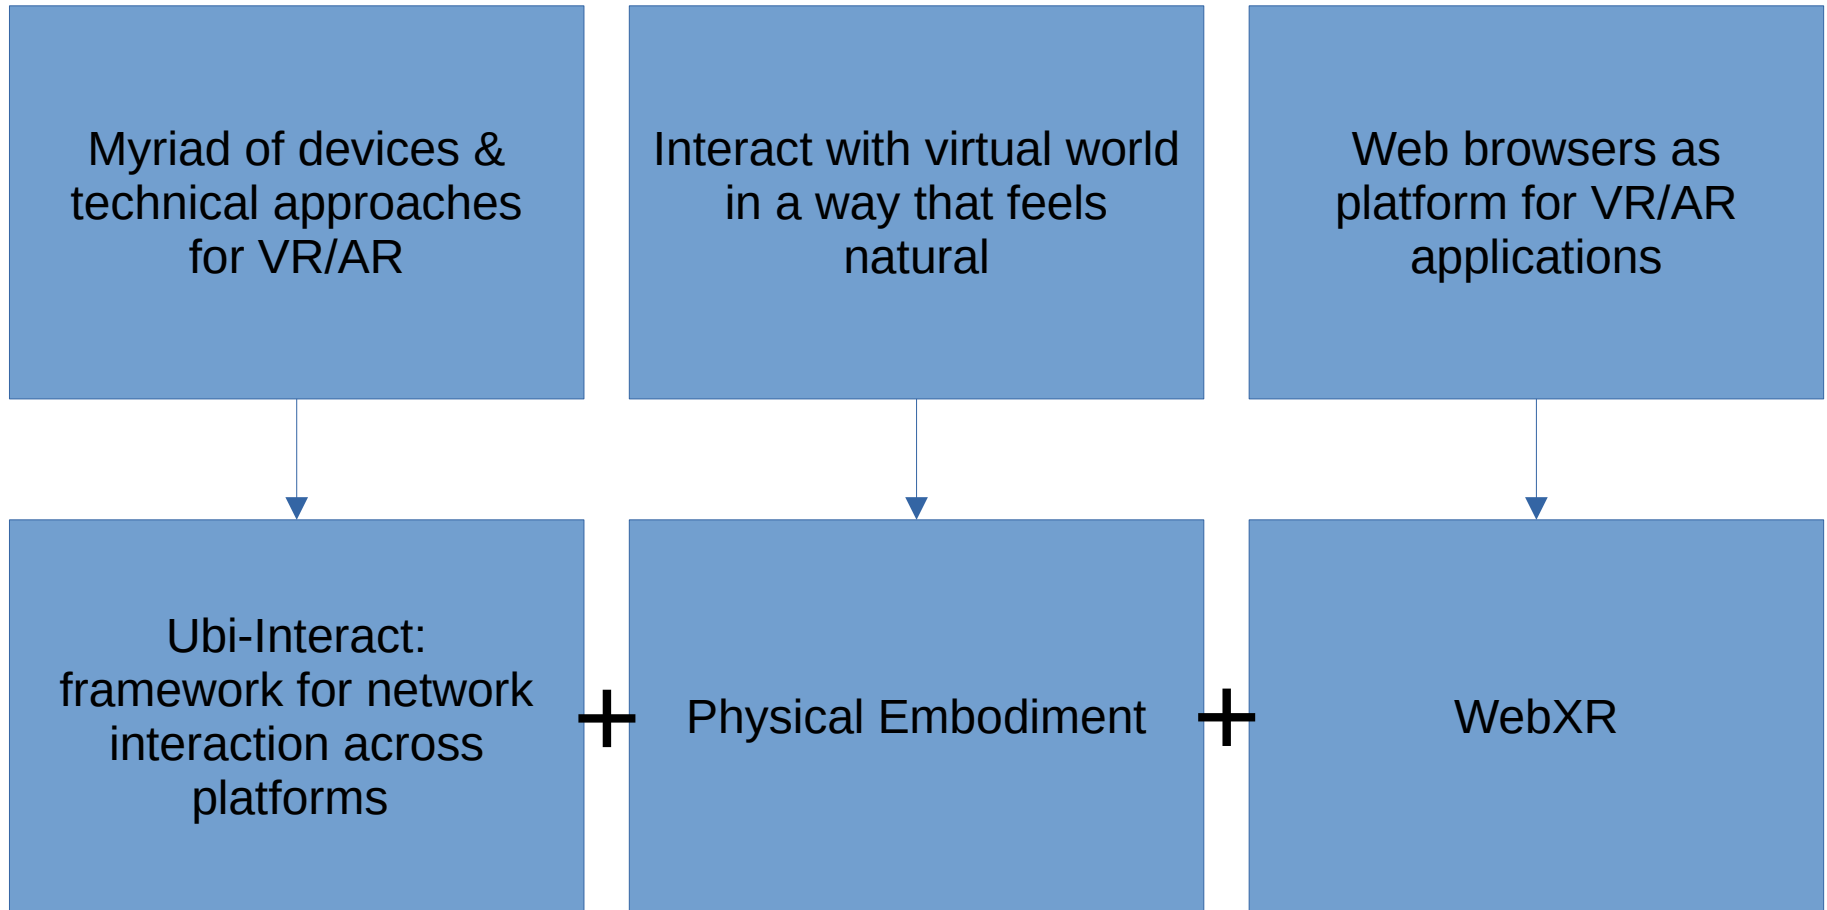 Myriad of devices &
technical approaches
for VR/AR
Interact with virtual world
in a way that feels
natural
Web browsers as
platform for VR/AR
applications
Ubi-Interact:
framework for network
interaction across
platforms
+
Physical Embodiment
+
WebXR